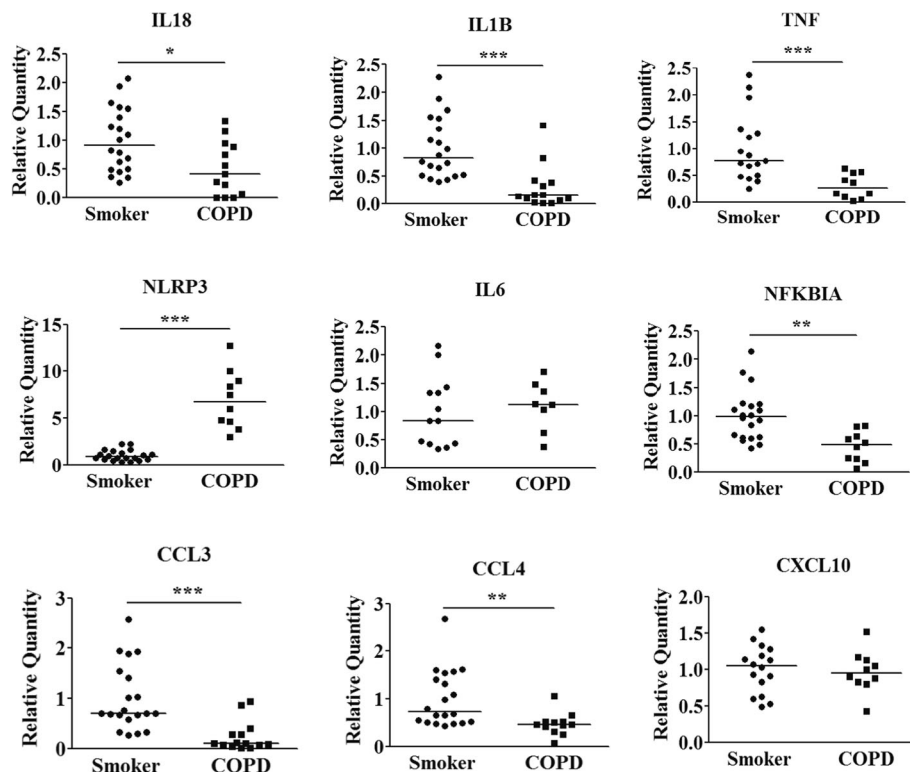 IL18
*
Relative Quantity
2.5
2.0
1.5
1.0
0.5
0.0
Smoker COPD
IL1B
***
Relative Quantity
2.5
2.0
1.5
1.0
0.5
0.0
Smoker COPD
TNF
***
Relative Quantity
2.5
2.0
1.5
1.0
0.5
0.0
Smoker COPD
NLRP3
***
Relative Quantity
15
10
5
0
Smoker COPD
IL6
Relative Quantity
2.5
2.0
1.5
1.0
0.5
0.0
Smoker COPD
NFKBIA
**
Relative Quantity
2.5
2.0
1.5
1.0
0.5
0.0
Smoker COPD
CCL3
***
Relative Quantity
3
2
1
0
Smoker COPD
CCL4
**
Relative Quantity
3
2
1
0
Smoker COPD
CXCL10
Relative Quantity
2.0
1.5
1.0
0.5
0.0
Smoker COPD